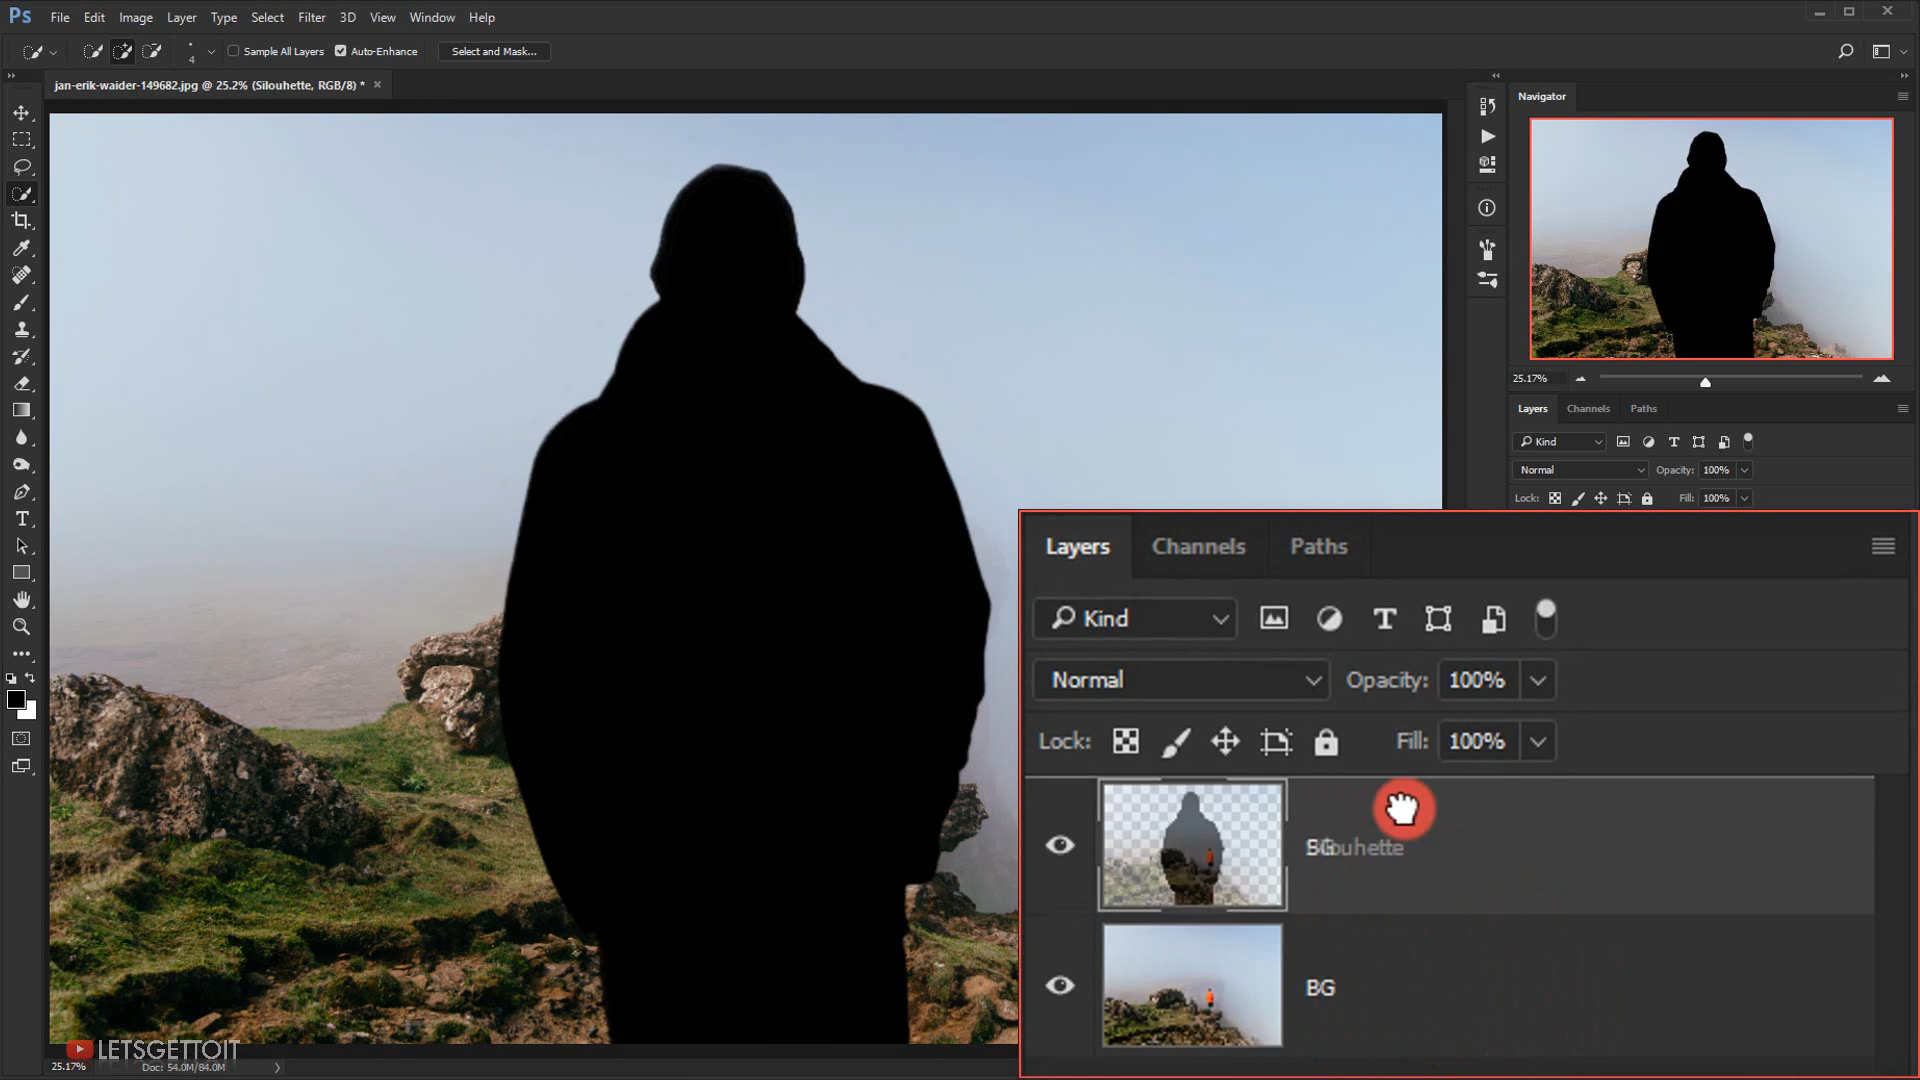 Ps File Edit Image Layer Type Select Filter 3D View Window Help
4 Sample All Layers Auto-Enhance Select and Mask...
jan-erik-waider-149682.jpg @ 25.2% (Silouhette, RGB/8) *
Navigator
25.17%
Layers Channels Paths
Kind
Normal Opacity: 100%
Lock: Fill: 100%
Layers Channels Paths
Kind
Normal Opacity: 100%
Lock: Fill: 100%
Silouhette
BG
BG
LETSGETTOIT
25.17% Doc: 54.0M/84.0M